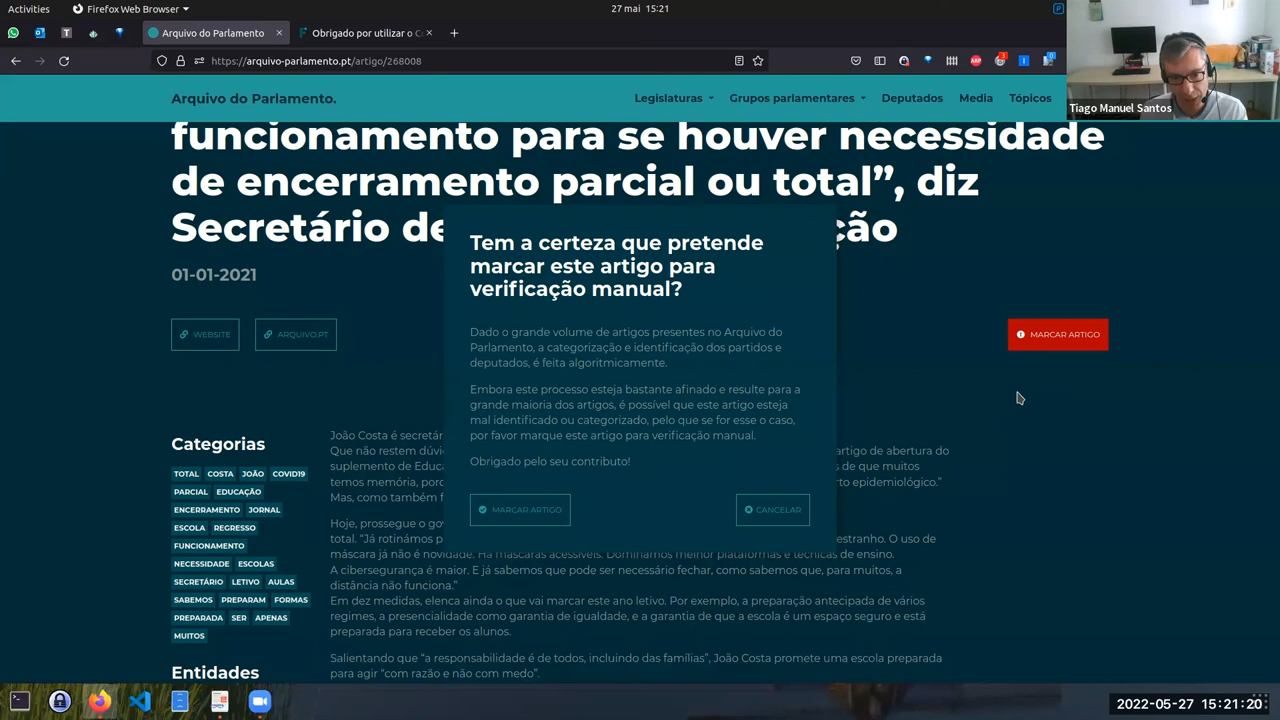 Activities
Firefox Web Browser
27 mai 15:21
Arquivo do Parlamento
Obrigado por utilizar o C
https://arquivo-parlamento.pt/artigo/268008
Arquivo do Parlamento.
Legislaturas
Grupos parlamentares
Deputados
Media
Tópicos
Tiago Manuel Santos
funcionamento para se houver necessidade
de encerramento parcial ou total”, diz
Secretário de
ção
01-01-2021
WEBSITE
ARQUIVO.PT
MARCAR ARTIGO
Tem a certeza que pretende
marcar este artigo para
verificação manual?
Dado o grande volume de artigos presentes no Arquivo do
Parlamento, a categorização e identificação dos partidos e
deputados, é feita algoritmicamente.
Embora este processo esteja bastante afinado e resulte para a
grande maioria dos artigos, é possível que este artigo esteja
mal identificado ou categorizado, pelo que se for esse o caso,
por favor marque este artigo para verificação manual.
Obrigado pelo seu contributo!
MARCAR ARTIGO
CANCELAR
Categorias
TOTAL COSTA JOÃO COVID19
PARCIAL EDUCAÇÃO
ENCERRAMENTO JORNAL
ESCOLA REGRESSO
FUNCIONAMENTO
NECESSIDADE ESCOLAS
SECRETÁRIO LETIVO AULAS
SABEMOS PREPARAM FORMAS
PREPARADA SER APENAS
MUITOS
Entidades
João Costa é secretár
Que não restem dúvi artigo de abertura do
suplemento de Educa s de que muitos
temos memória, porq rto epidemiológico.”
Mas, como também f
Hoje, prossegue o gov
total. “Já rotinámos p estranho. O uso de
máscara já não é novidade. Há máscaras acessíveis. Dominamos melhor plataformas e técnicas de ensino.
A cibersegurança é maior. E já sabemos que pode ser necessário fechar, como sabemos que, para muitos, a
distância não funciona.”
Em dez medidas, elenca ainda o que vai marcar este ano letivo. Por exemplo, a preparação antecipada de vários
regimes, a presencialidade como garantia de igualdade, e a garantia de que a escola é um espaço seguro e está
preparada para receber os alunos.
Salientando que “a responsabilidade é de todos, incluindo das famílias”, João Costa promete uma escola preparada
para agir “com razão e não com medo”.
2022-05-27 15:21:20